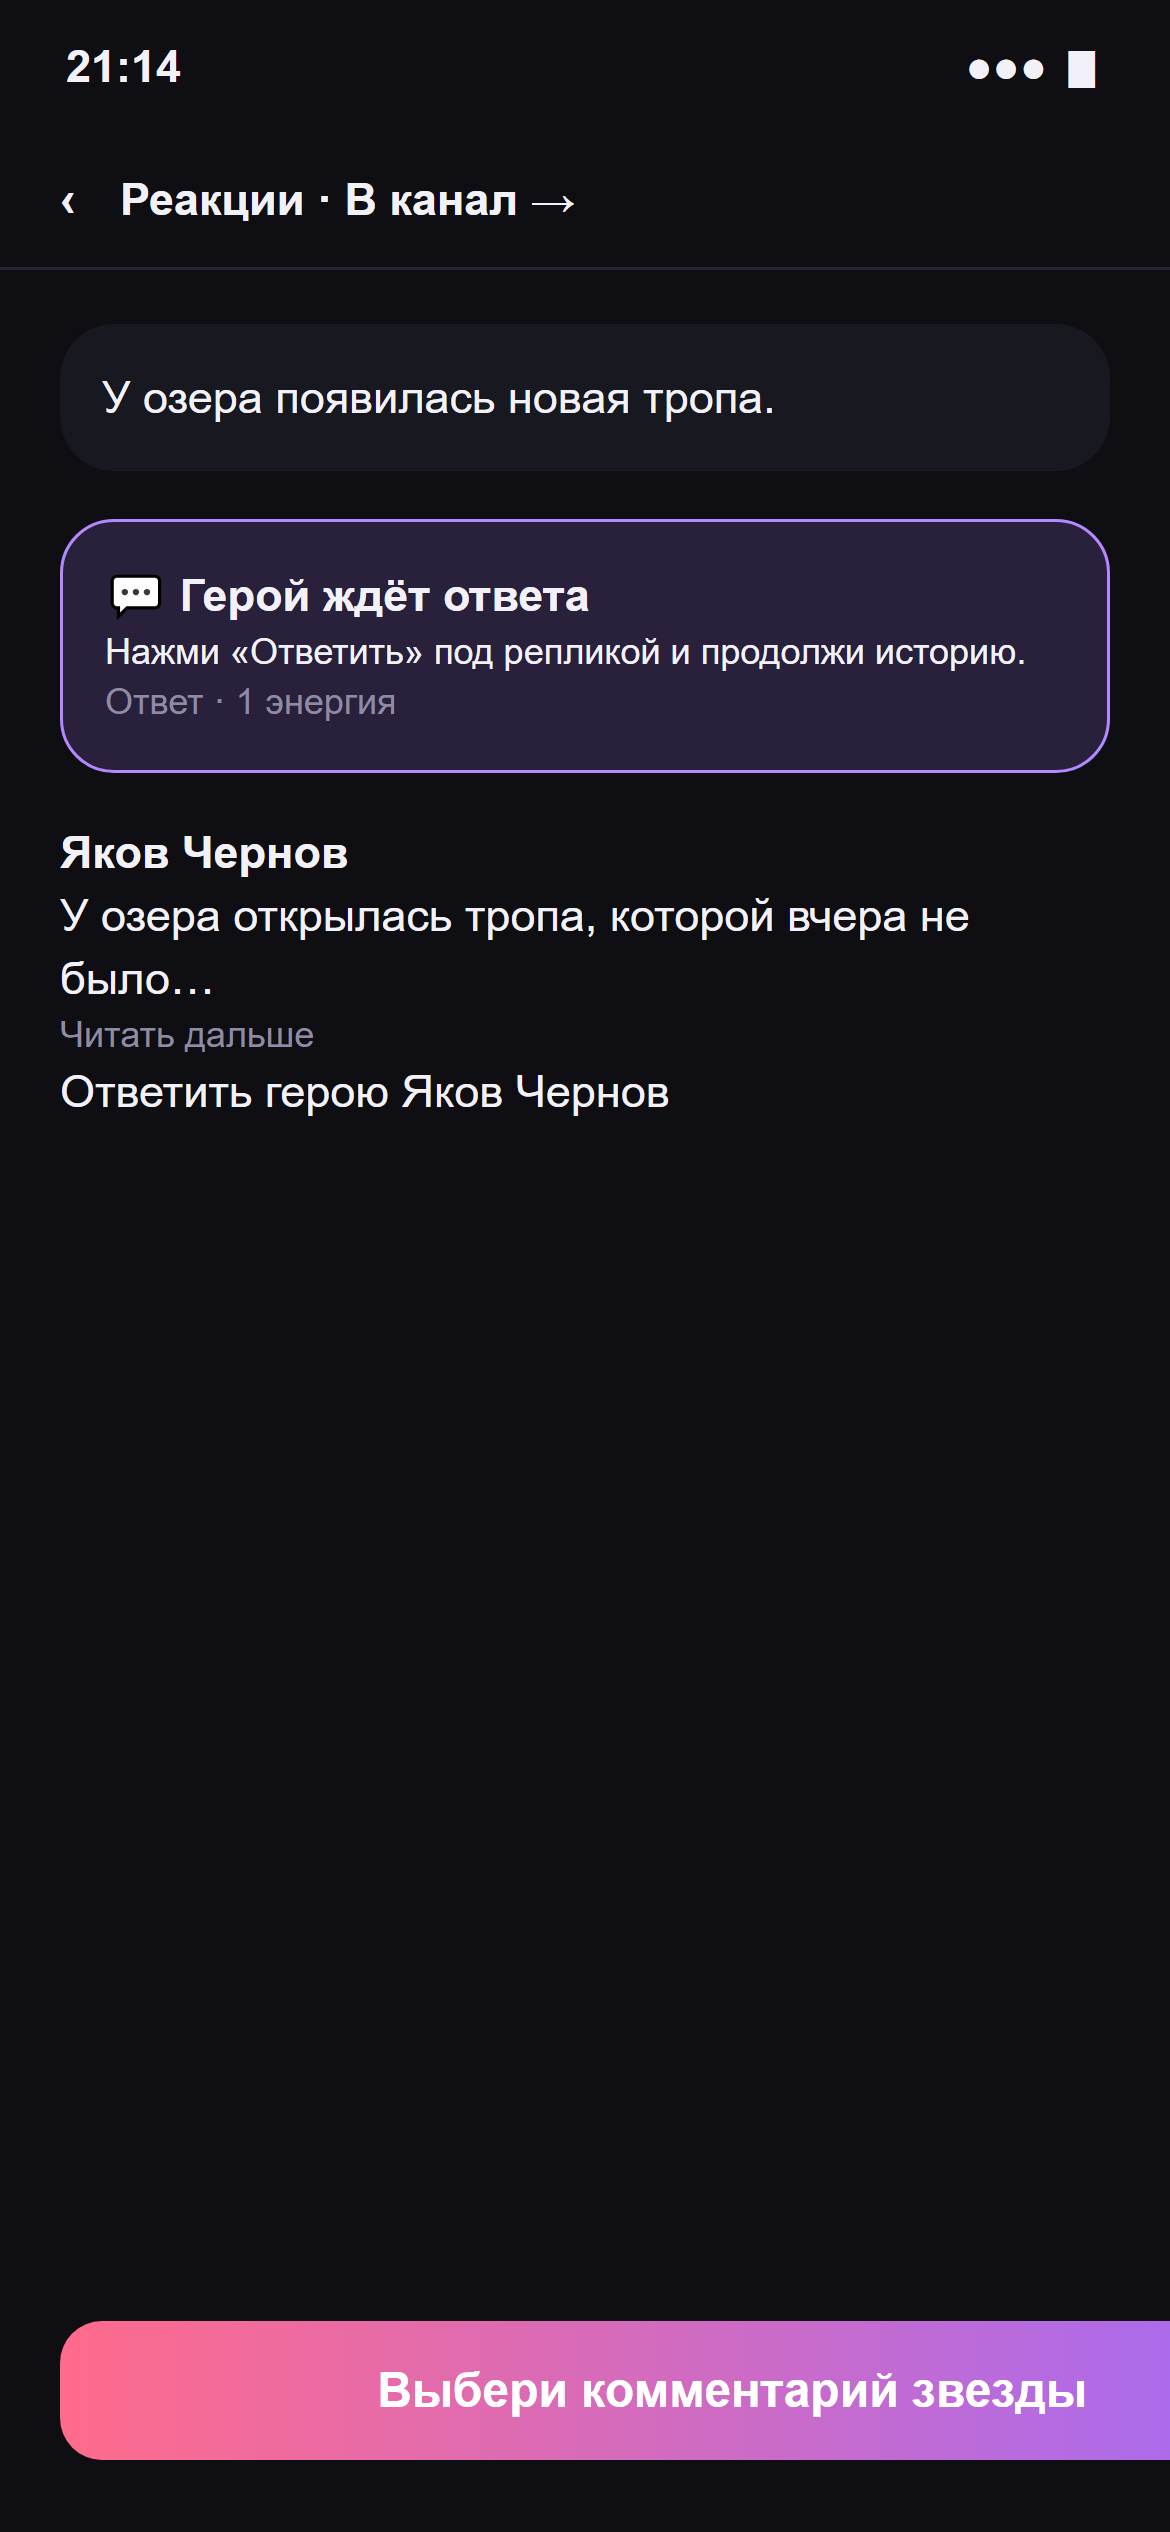 21:14
‹ Реакции · В канал →
У озера появилась новая тропа.
💬 Герой ждёт ответа
Нажми «Ответить» под репликой и продолжи историю.
Ответ · 1 энергия
Яков Чернов
У озера открылась тропа, которой вчера не
было…
Читать дальше
Ответить герою Яков Чернов
Выбери комментарий звезды